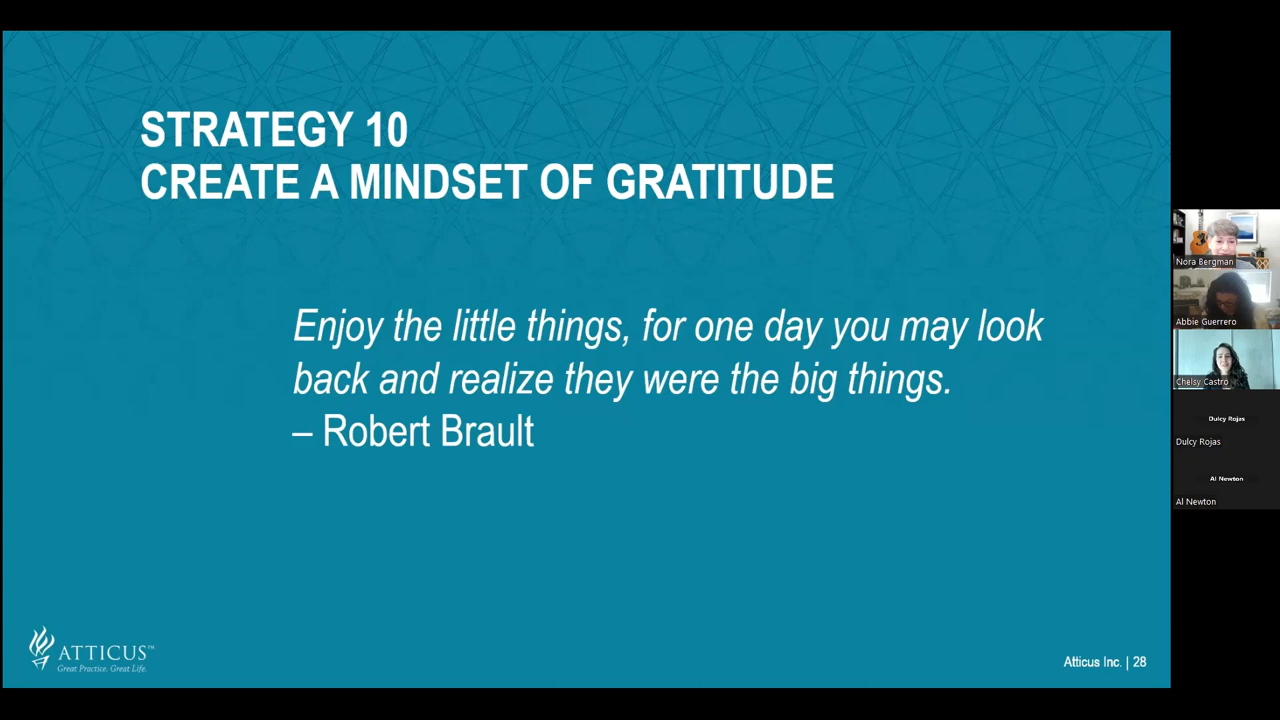 STRATEGY 10
CREATE A MINDSET OF GRATITUDE
Enjoy the little things, for one day you may look
back and realize they were the big things.
– Robert Brault
ATTICUS™
Great Practice. Great Life.
Atticus Inc. | 28
Nora Bergman
Abbie Guerrero
Chelsy Castro
Dulcy Rojas
Dulcy Rojas
Al Newton
Al Newton